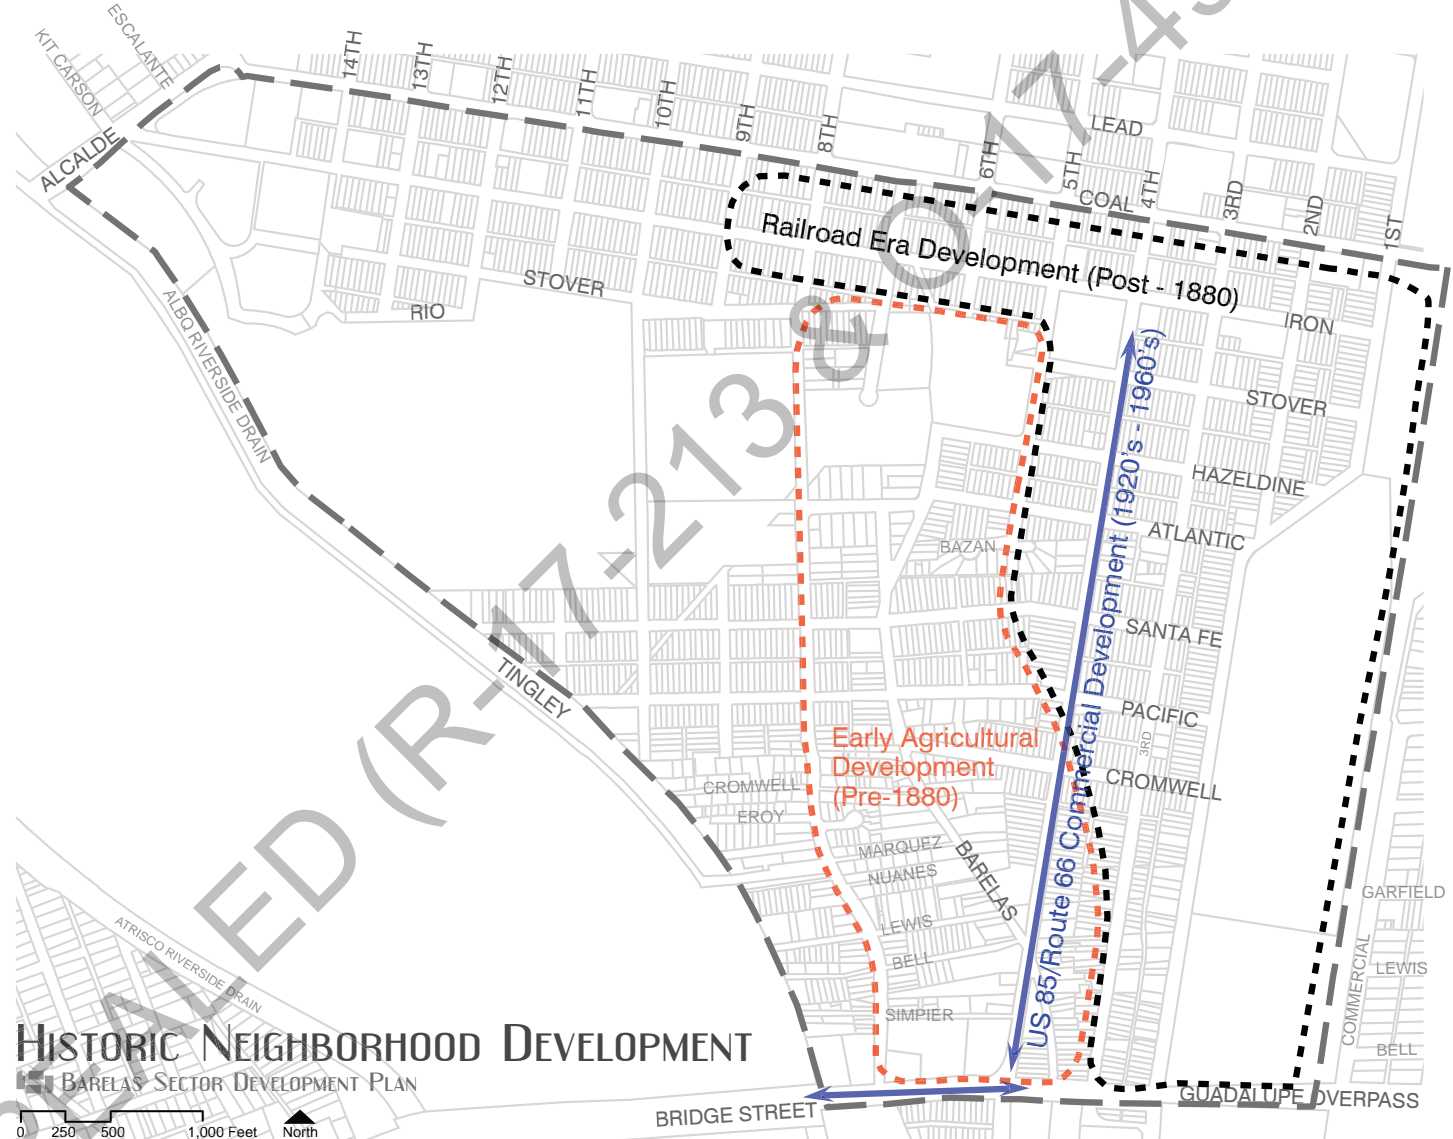 ESCALANTE
KIT CARSON
ALCALDE
14TH
13TH
12TH
11TH
10TH
9TH
8TH
6TH
5TH
4TH
3RD
2ND
1ST
LEAD
COAL
Railroad Era Development (Post - 1880)
IRON
STOVER
RIO
STOVER
ALBQ RIVERSIDE DRAIN
HAZELDINE
ATLANTIC
BAZAN
SANTA FE
US 85/Route 66 Commercial Development (1920's - 1960's)
TINGLEY
PACIFIC
3RD
CROMWELL
Early Agricultural
Development
(Pre-1880)
CROMWELL
EROY
MARQUEZ
NUANES
BARELAS
LEWIS
BELL
SIMPIER
GARFIELD
COMMERCIAL
LEWIS
BELL
ATRISCO RIVERSIDE DRAIN
GUADALUPE OVERPASS
BRIDGE STREET
HISTORIC NEIGHBORHOOD DEVELOPMENT
BARELAS SECTOR DEVELOPMENT PLAN
0 250 500 1,000 Feet North
EALED (R-17-213 & O-17-4